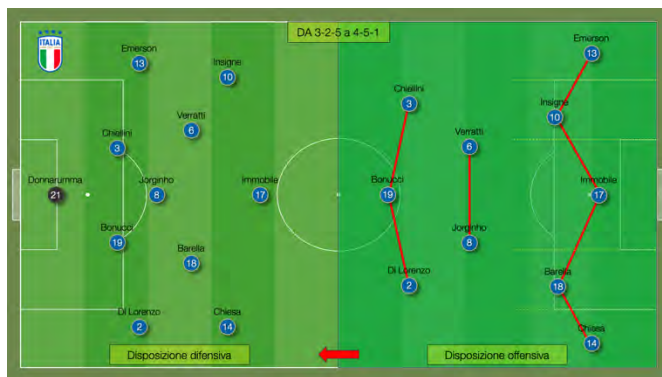 DA 3-2-5 a 4-5-1
ITALIA
Emerson
13
Insigne
10
Verratti
6
Chiellini
3
Donnarumma
21
Jorginho
8
Immobile
17
Bonucci
19
Barella
18
Di Lorenzo
2
Chiesa
14
Disposizione difensiva
Emerson
13
Chiellini
3
Insigne
10
Verratti
6
Bonucci
19
Immobile
17
Jorginho
8
Di Lorenzo
2
Barella
18
Chiesa
14
Disposizione offensiva